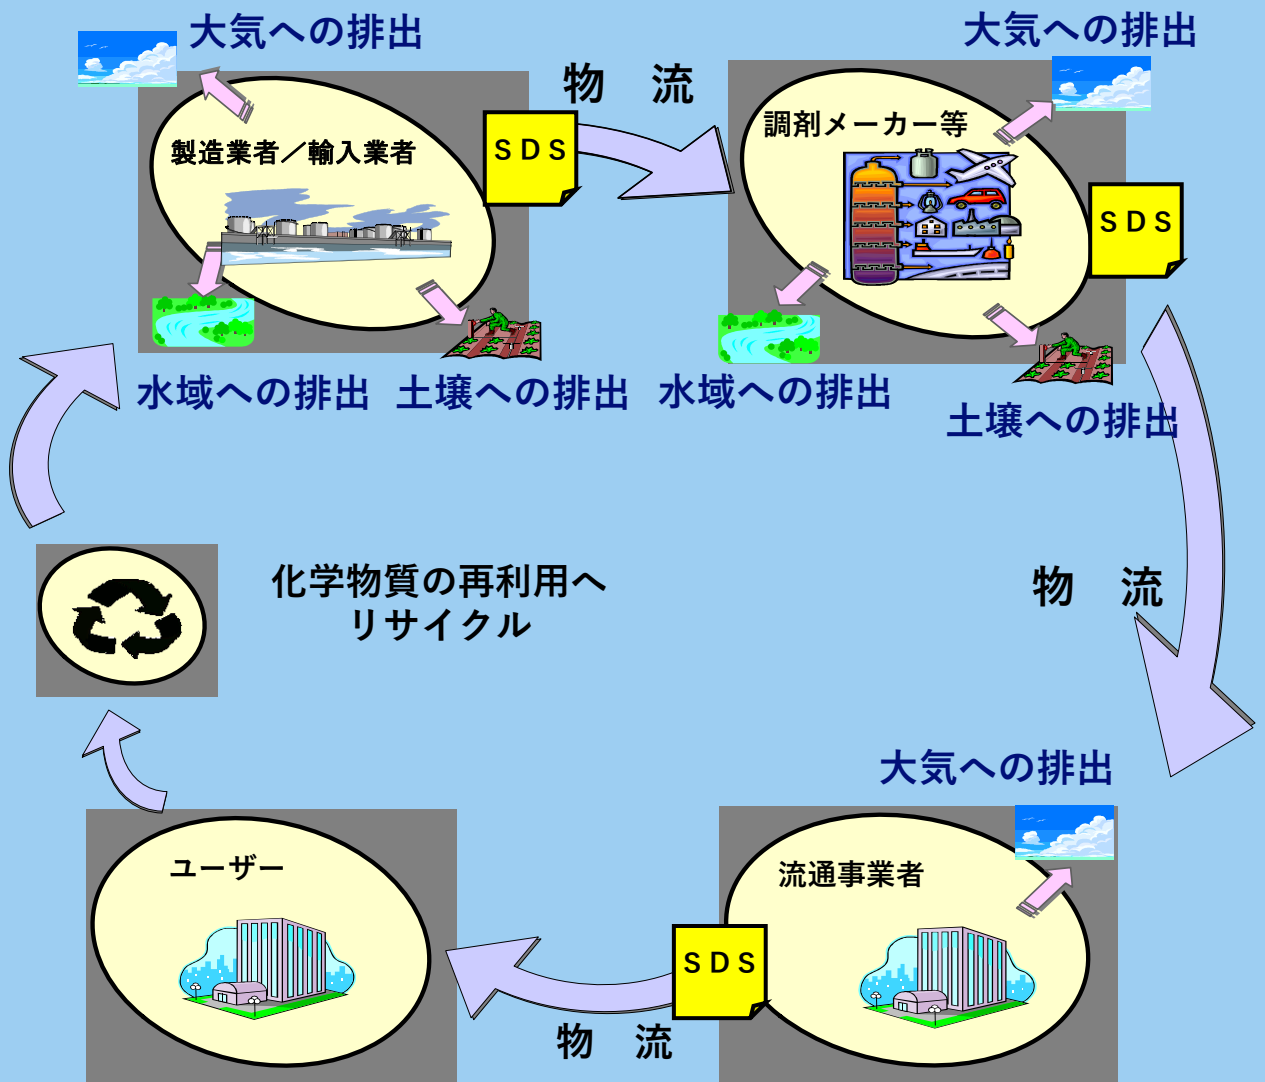 大気への排出
大気への排出
物　流
製造業者／輸入業者
ＳＤＳ
調剤メーカー等
ＳＤＳ
水域への排出
土壌への排出
水域への排出
土壌への排出
化学物質の再利用へ
リサイクル
物　流
大気への排出
ユーザー
流通事業者
ＳＤＳ
物　流